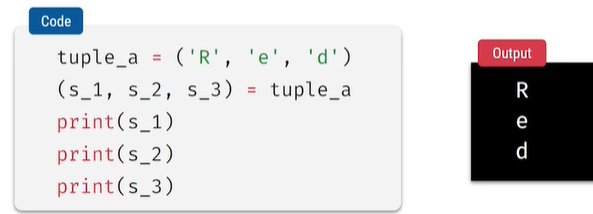 Code
tuple_a = ('R', 'e', 'd')
(s_1, s_2, s_3) = tuple_a
print(s_1)
print(s_2)
print(s_3)
Output
R
e
d